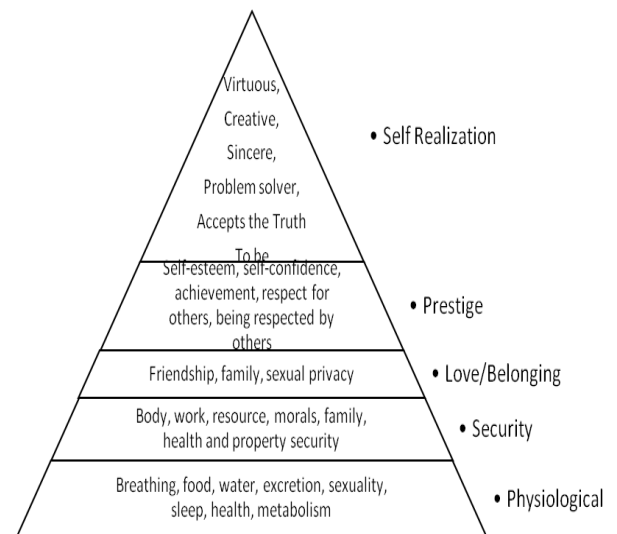 Virtuous,
Creative,
Sincere,
Problem solver,
Accepts the Truth
To be
• Self Realization
Self-esteem, self-confidence,
achievement, respect for
others, being respected by
others
• Prestige
Friendship, family, sexual privacy
• Love/Belonging
Body, work, resource, morals, family,
health and property security
• Security
Breathing, food, water, excretion, sexuality,
sleep, health, metabolism
• Physiological